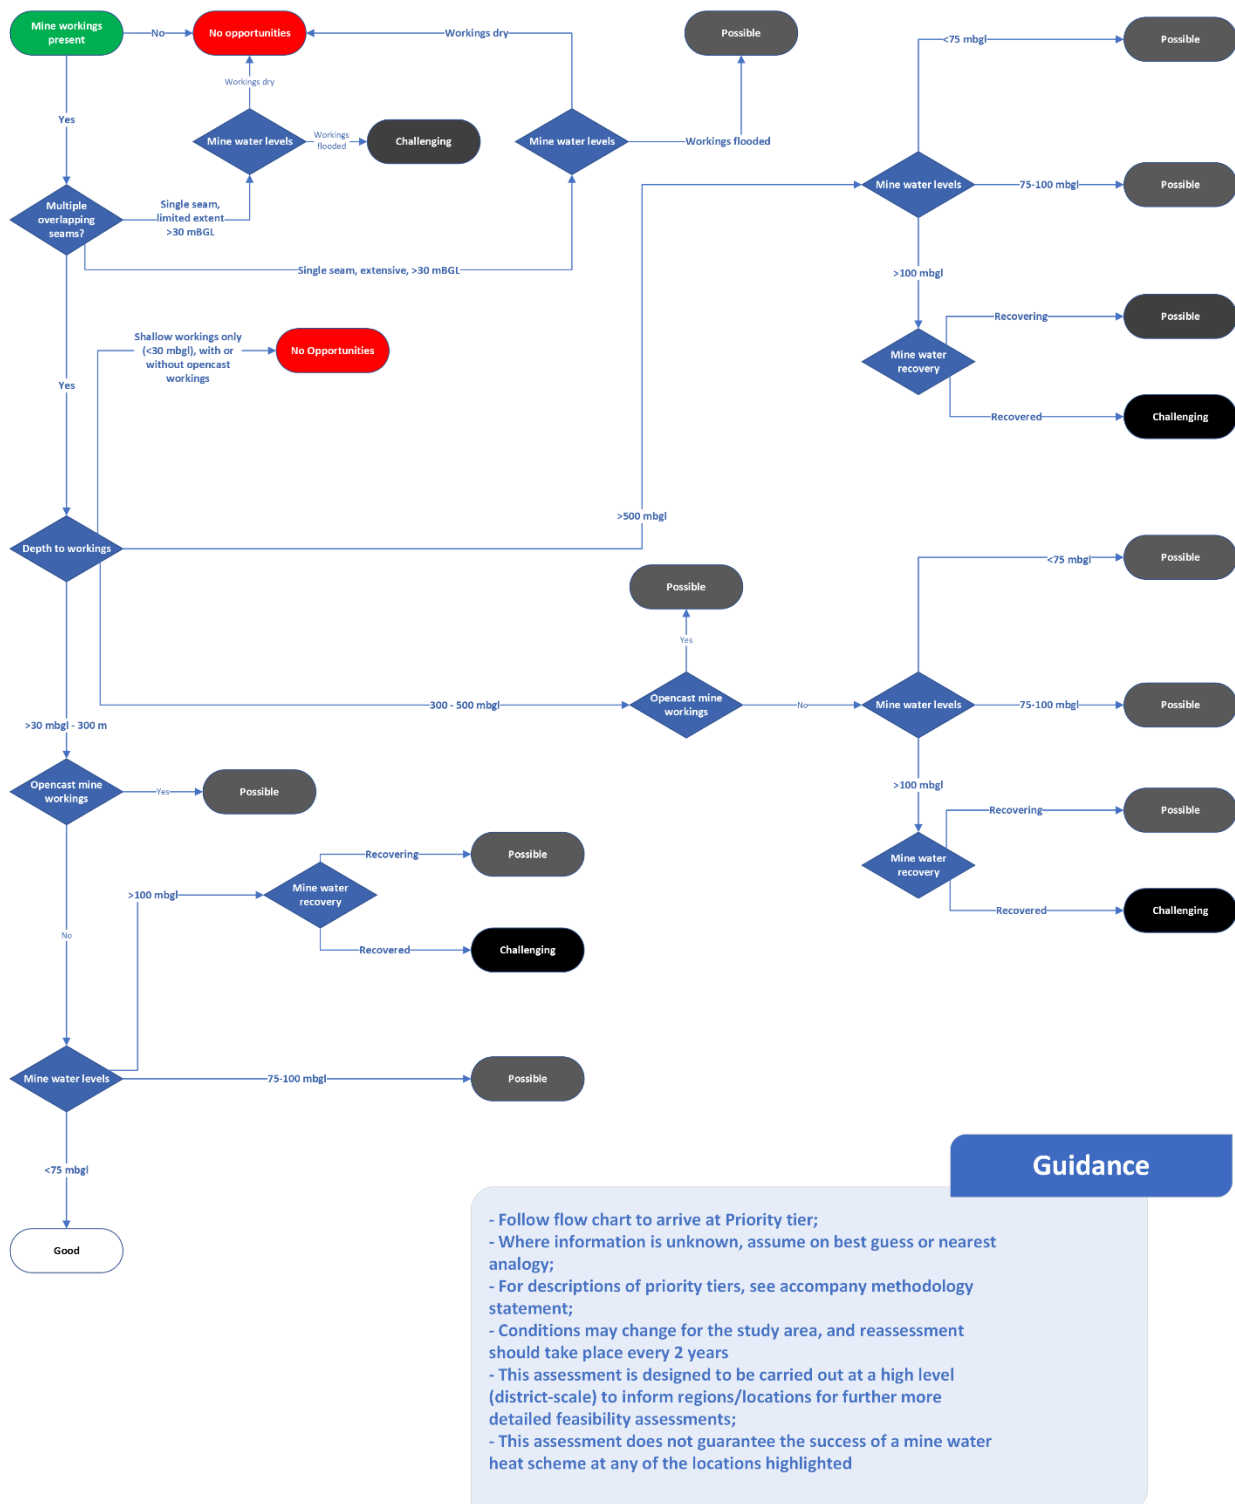 Mine workings
present
No
No opportunities
Workings dry
Possible
<75 mbgl
Possible
Workings dry
Yes
Mine water levels
Workings
flooded
Challenging
Mine water levels
Workings flooded
Mine water levels
75-100 mbgl
Possible
Multiple
overlapping
seams?
Single seam,
limited extent
>30 mBGL
Single seam, extensive, >30 mBGL
>100 mbgl
Recovering
Possible
Shallow workings only
(<30 mbgl), with or
without opencast
workings
No Opportunities
Mine water
recovery
Yes
Recovered
Challenging
>500 mbgl
Depth to workings
<75 mbgl
Possible
Possible
Yes
300 - 500 mbgl
Opencast mine
workings
No
Mine water levels
75-100 mbgl
Possible
>30 mbgl - 300 m
Opencast mine
workings
Yes
Possible
>100 mbgl
Recovering
Possible
Mine water
recovery
Recovered
Challenging
Recovering
Possible
>100 mbgl
Mine water
recovery
No
Recovered
Challenging
Mine water levels
75-100 mbgl
Possible
<75 mbgl
Good
Guidance
- Follow flow chart to arrive at Priority tier;
- Where information is unknown, assume on best guess or nearest
analogy;
- For descriptions of priority tiers, see accompany methodology
statement;
- Conditions may change for the study area, and reassessment
should take place every 2 years
- This assessment is designed to be carried out at a high level
(district-scale) to inform regions/locations for further more
detailed feasibility assessments;
- This assessment does not guarantee the success of a mine water
heat scheme at any of the locations highlighted